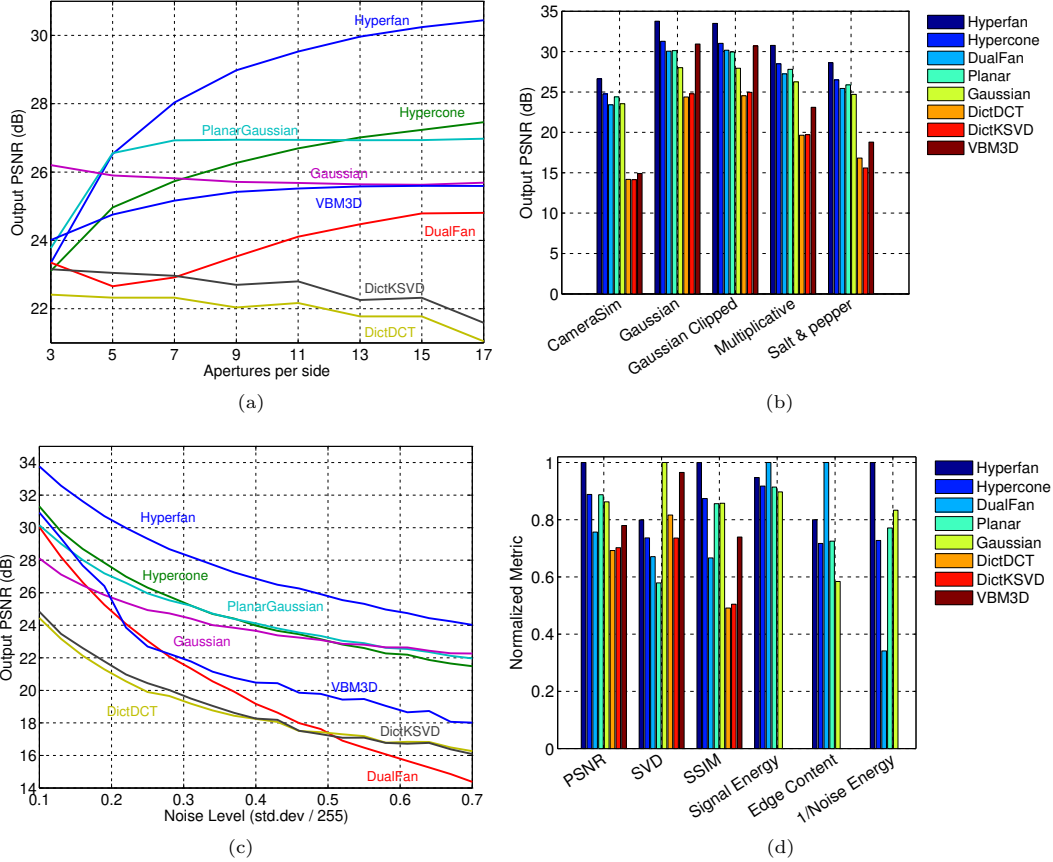 Output PSNR (dB)
30
28
26
24
22
3
5
7
9
11
13
15
17
Apertures per side
Hyperfan
Hypercone
PlanarGaussian
Gaussian
VBM3D
DualFan
DictKSVD
DictDCT
(a)
Output PSNR (dB)
35
30
25
20
15
10
5
0
CameraSim
Gaussian
Gaussian Clipped
Multiplicative
Salt & pepper
Hyperfan
Hypercone
DualFan
Planar
Gaussian
DictDCT
DictKSVD
VBM3D
(b)
Output PSNR (dB)
34
32
30
28
26
24
22
20
18
16
14
0.1
0.2
0.3
0.4
0.5
0.6
0.7
Noise Level (std.dev / 255)
Hyperfan
Hypercone
PlanarGaussian
Gaussian
VBM3D
DictDCT
DictKSVD
DualFan
(c)
Normalized Metric
1
0.8
0.6
0.4
0.2
0
PSNR
SVD
SSIM
Signal Energy
Edge Content
1/Noise Energy
Hyperfan
Hypercone
DualFan
Planar
Gaussian
DictDCT
DictKSVD
VBM3D
(d)